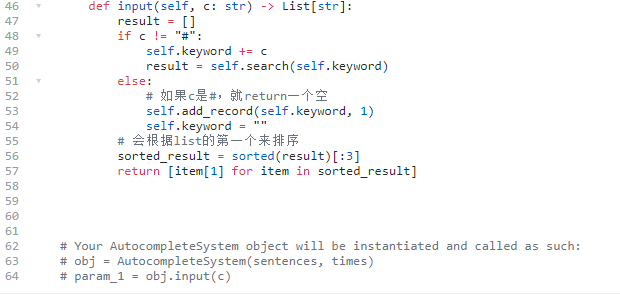 46 def input(self, c: str) -> List[str]:
47 result = []
48 if c != "#":
49 self.keyword += c
50 result = self.search(self.keyword)
51 else:
52 # 如果c是#，就return一个空
53 self.add_record(self.keyword, 1)
54 self.keyword = ""
55 # 会根据list的第一个来排序
56 sorted_result = sorted(result)[:3]
57 return [item[1] for item in sorted_result]
58
59
60
61
62 # Your AutocompleteSystem object will be instantiated and called as such:
63 # obj = AutocompleteSystem(sentences, times)
64 # param_1 = obj.input(c)